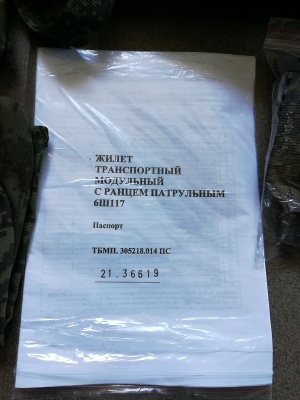 ЖИЛЕТ
ТРАНСПОРТНЫЙ
МОДУЛЬНЫЙ
С РАНЦЕМ ПАТРУЛЬНЫМ
6Ш117
Паспорт
ТБМП. 305218.014 ПС
21.36619